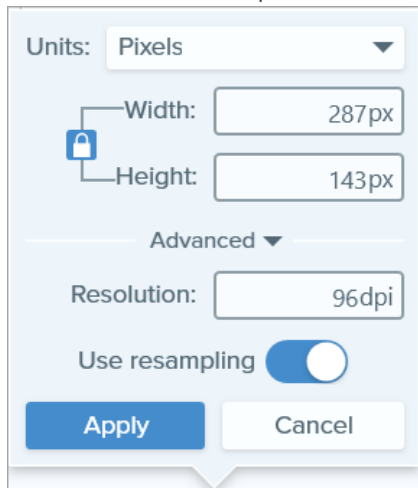 Units: Pixels
Width: 287px
Height: 143px
Advanced
Resolution: 96dpi
Use resampling
Apply Cancel